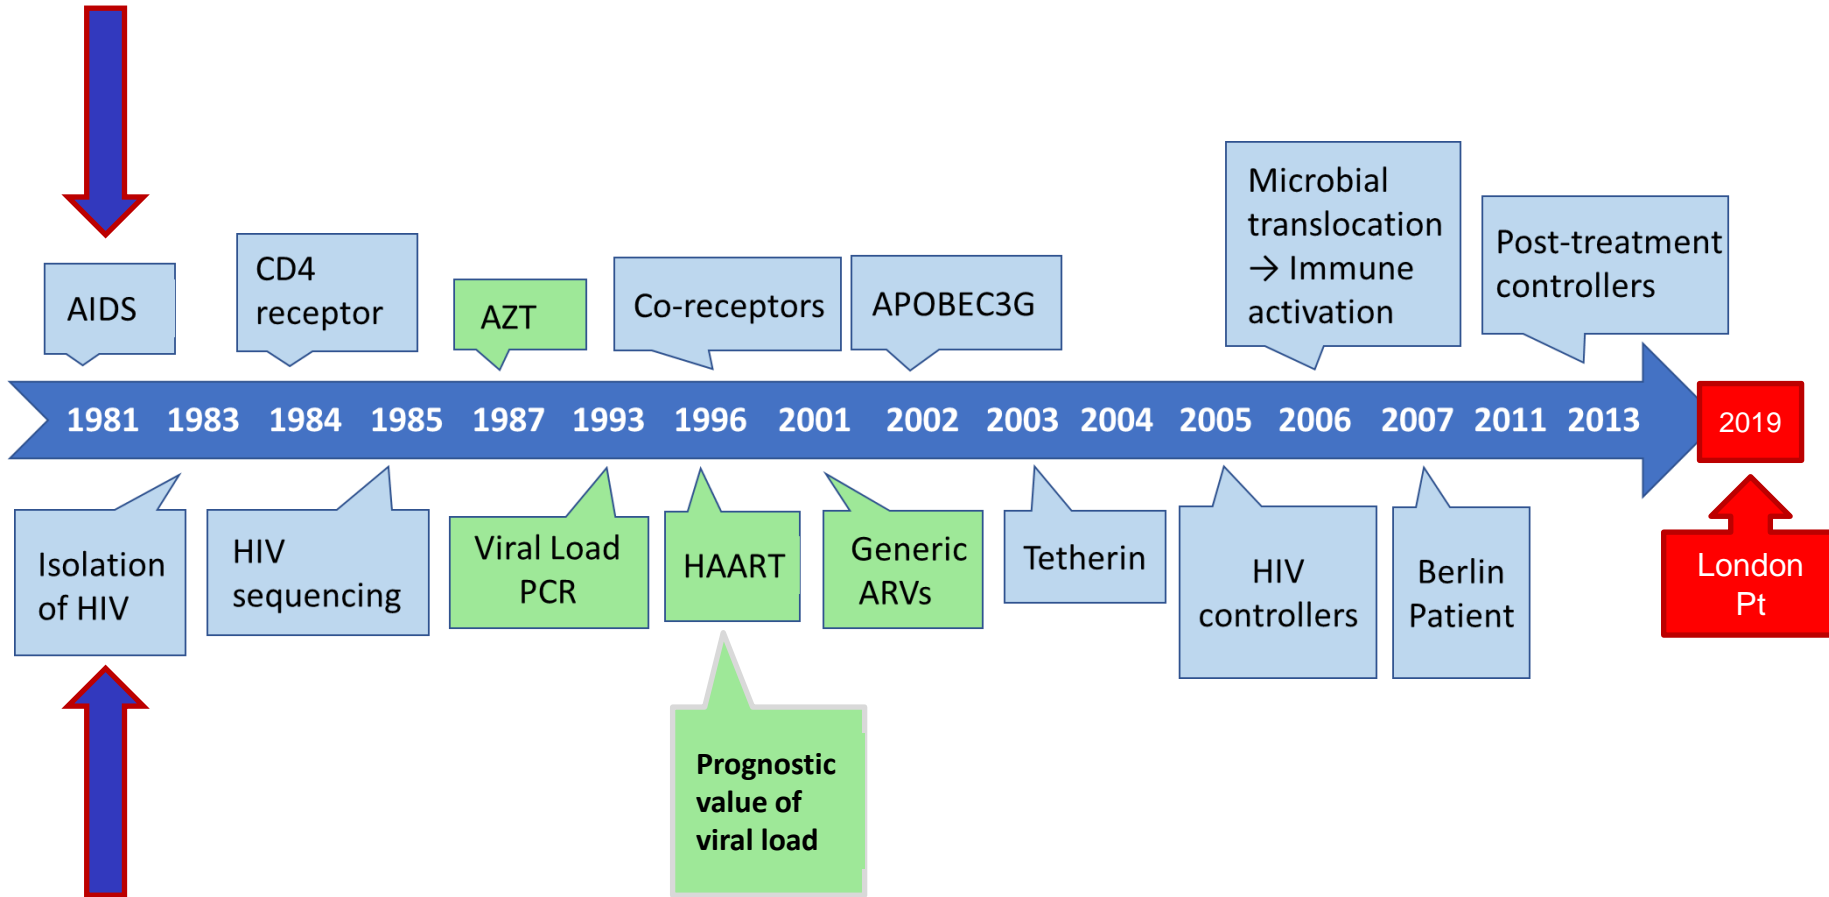 AIDS
CD4
receptor
AZT
Co-receptors
APOBEC3G
Microbial
translocation
→ Immune
activation
Post-treatment
controllers
1981 1983 1984 1985 1987 1993 1996 2001 2002 2003 2004 2005 2006 2007 2011 2013 2019
Isolation
of HIV
HIV
sequencing
Viral Load
PCR
HAART
Generic
ARVs
Tetherin
HIV
controllers
Berlin
Patient
London
Pt
Prognostic
value of
viral load